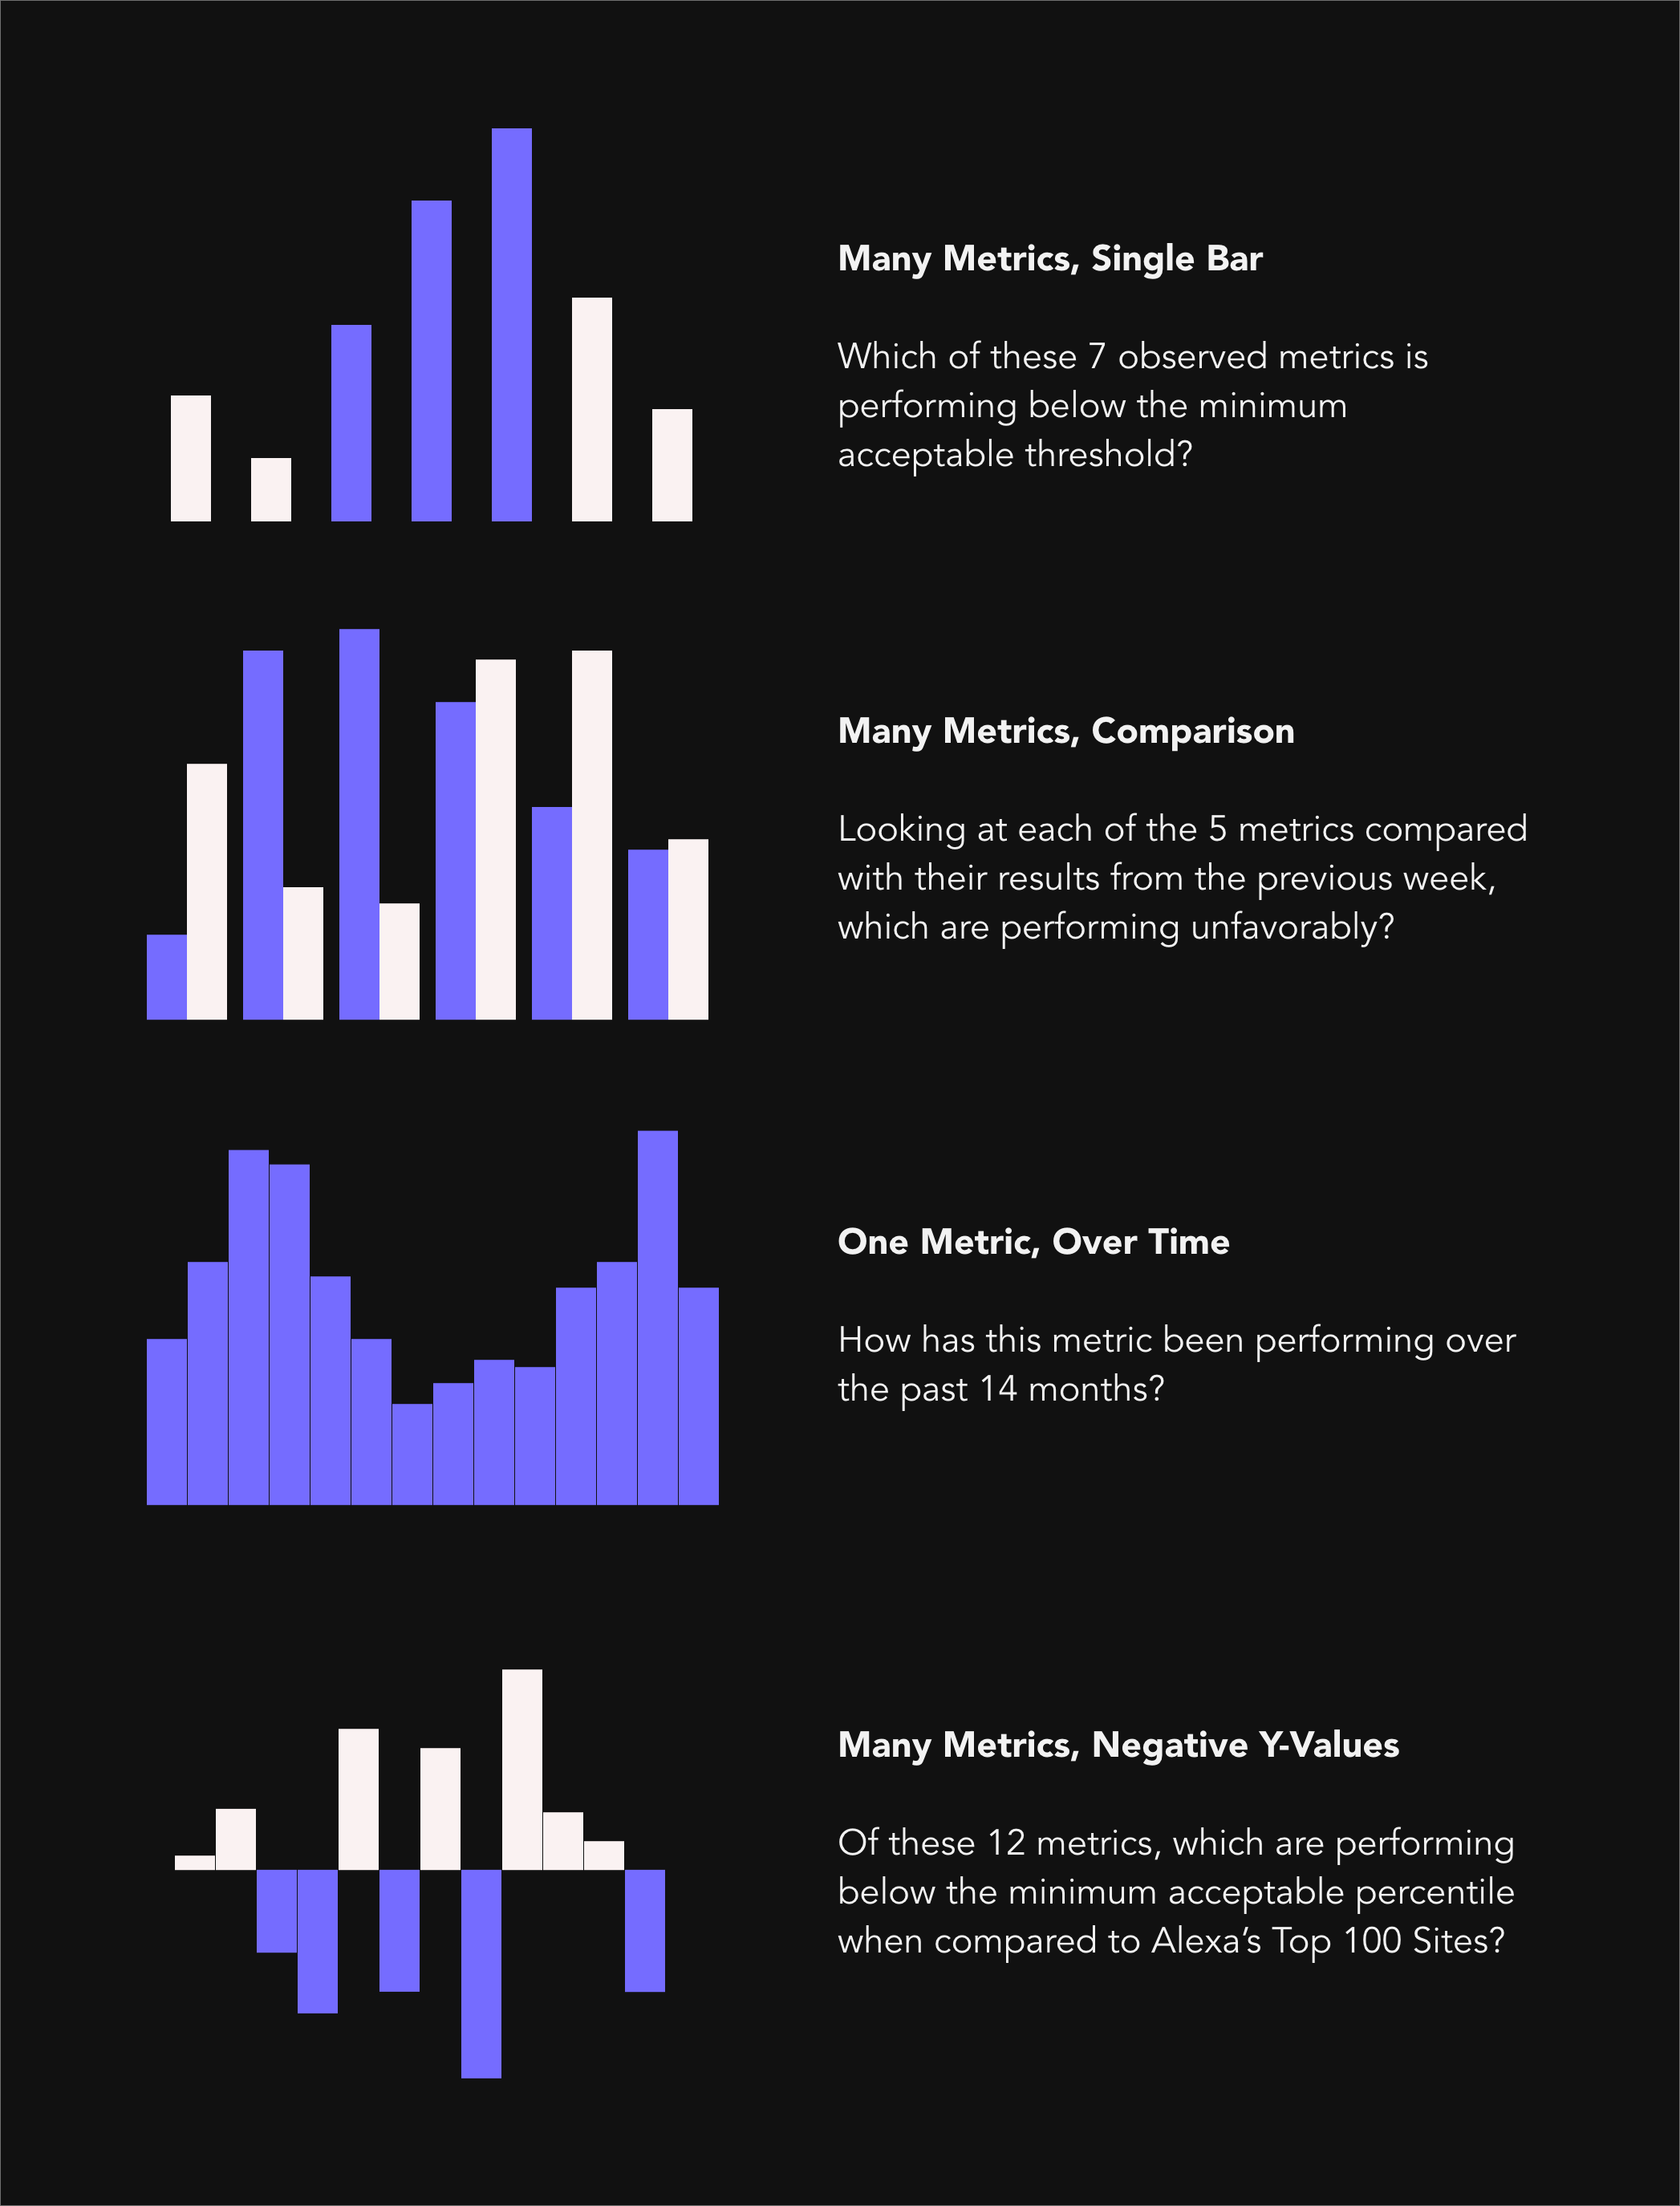 Many Metrics, Single Bar
Which of these 7 observed metrics is
performing below the minimum
acceptable threshold?
Many Metrics, Comparison
Looking at each of the 5 metrics compared
with their results from the previous week,
which are performing unfavorably?
One Metric, Over Time
How has this metric been performing over
the past 14 months?
Many Metrics, Negative Y-Values
Of these 12 metrics, which are performing
below the minimum acceptable percentile
when compared to Alexa’s Top 100 Sites?